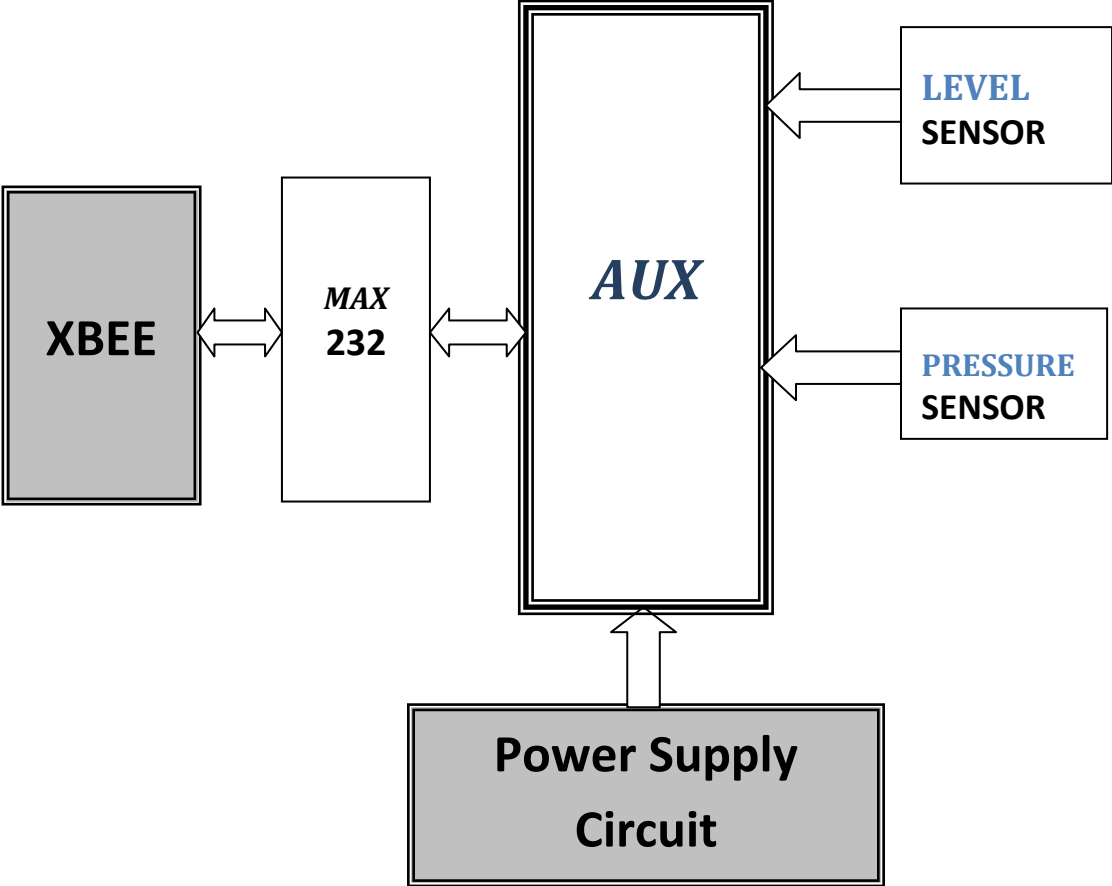 XBEE
MAX
232
AUX
LEVEL
SENSOR
PRESSURE
SENSOR
Power Supply
Circuit